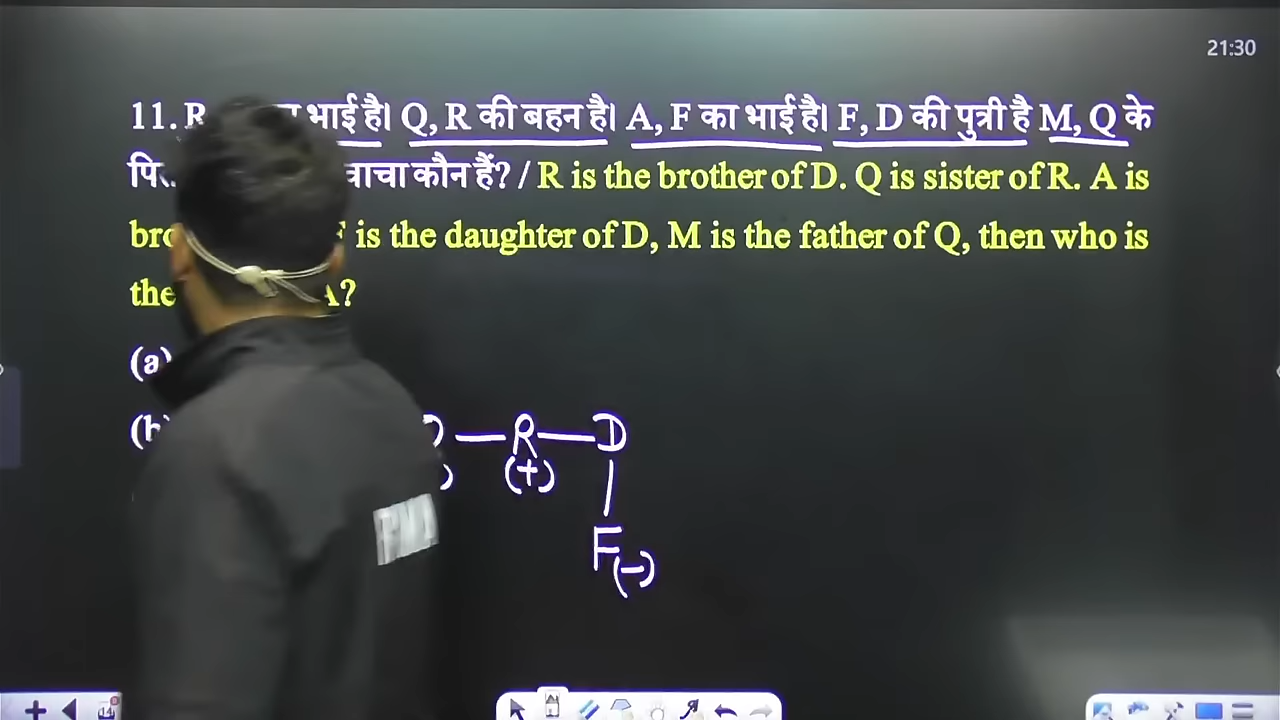 21:30
11. R भाई है। Q, R की बहन है। A, F का भाई है। F, D की पुत्री है M, Q के
चाचा कौन हैं? / R is the brother of D. Q is sister of R. A is
is the daughter of D, M is the father of Q, then who is
the A?
(a)
(b)
R D
(+)
F
(-)